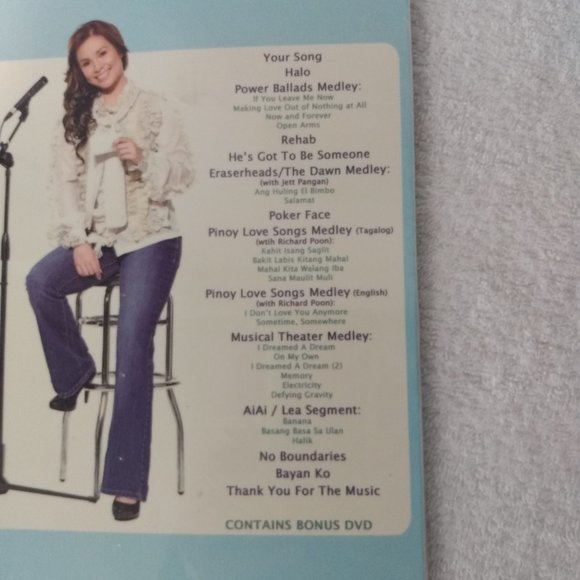 Your Song
Halo
Power Ballads Medley:
If You Leave Me Now
Making Love Out of Nothing at All
Now and Forever
Open Arms
Rehab
He's Got To Be Someone
Eraserheads/The Dawn Medley:
(with Jett Pangan)
Ang Huling El Bimbo
Salamat
Poker Face
Pinoy Love Songs Medley (Tagalog)
(wtih Richard Poon):
Kahit Isang Saglit
Bakit Labis Kitang Mahal
Mahal Kita Walang Iba
Sana Maulit Muli
Pinoy Love Songs Medley (English)
(with Richard Poon):
I Don't Love You Anymore
Sometime, Somewhere
Musical Theater Medley:
I Dreamed A Dream
On My Own
I Dreamed A Dream (2)
Memory
Electricity
Defying Gravity
AiAi / Lea Segment:
Banana
Basang Basa Sa Ulan
Halik
No Boundaries
Bayan Ko
Thank You For The Music
CONTAINS BONUS DVD